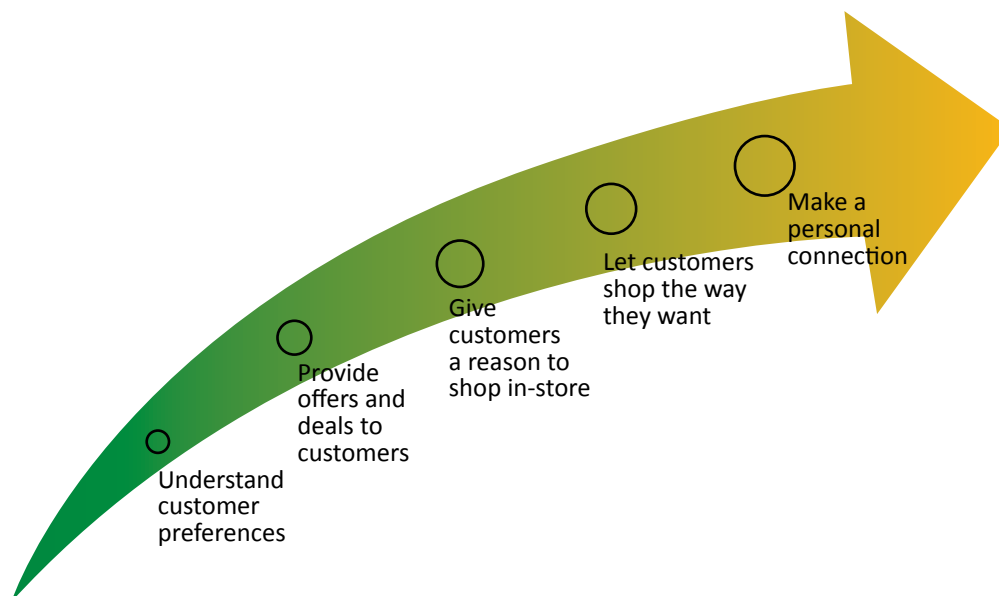 Understand
customer
preferences
Provide
offers and
deals to
customers
Give
customers
a reason to
shop in-store
Let customers
shop the way
they want
Make a
personal
connection